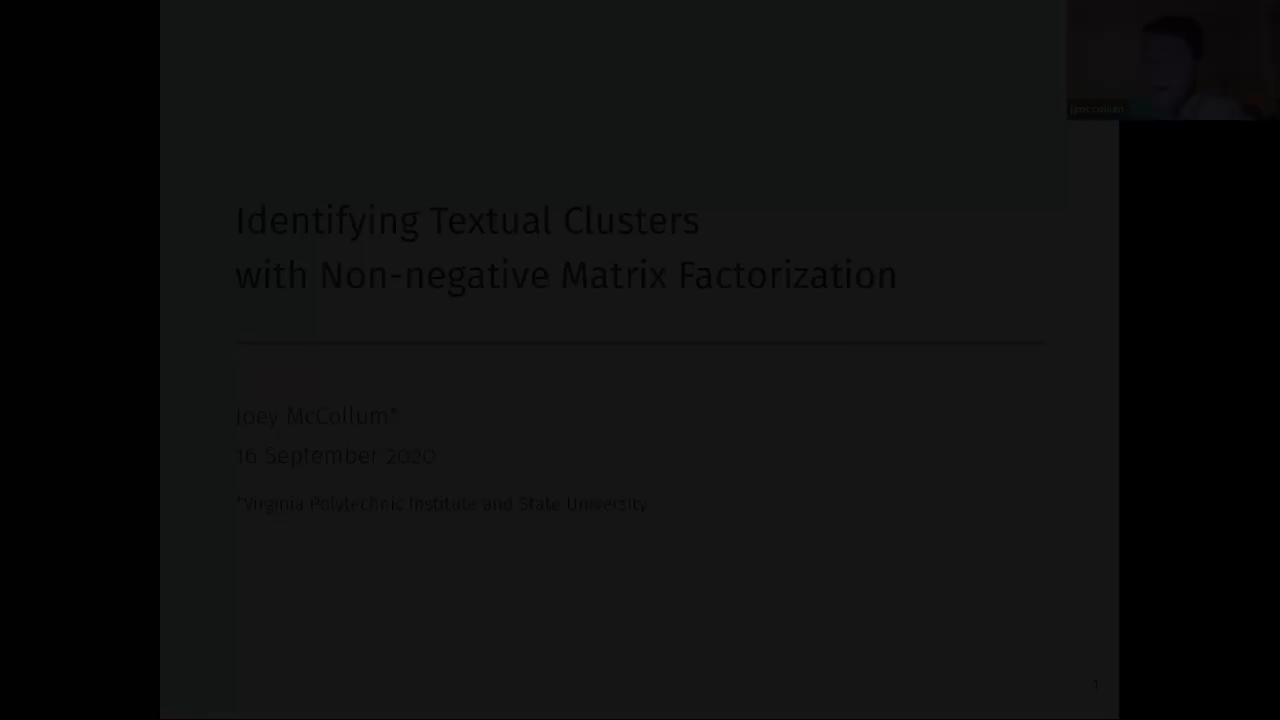 Identifying Textual Clusters
with Non-negative Matrix Factorization
Joey McCollum*
16 September 2020
*Virginia Polytechnic Institute and State University
1